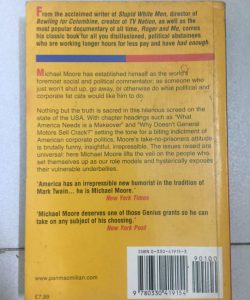 From the acclaimed writer of Stupid White Men, director of
Bowling for Columbine, creator of TV Nation, as well as the
most popular documentary of all time, Roger and Me, comes
his classic book for all you disillusioned, political abstainers
who are working longer hours for less pay and have had enough.
Michael Moore has established himself as the world's
foremost social and political commentator; as someone who
just won't shut up, go away, or otherwise do what political and
corporate fat cats would like him to do.
Nothing but the truth is sacred in this hilarious screed on the
state of the USA. With chapter headings such as "What
America Needs is a Makeover" and "Why Doesn't General
Motors Sell Crack?" setting the tone for a biting indictment of
American corporate politics, Moore's take-no-prisoners attitude
is brutally funny, insightful, irresistible. The issues raised are
universal: here Michael Moore lifts the veil on the people who
set themselves up as our role models and hysterically exposes
their vulnerable underbellies.
'America has an irrepressible new humorist in the tradition of
Mark Twain... he is Michael Moore.'
New York Times
'Michael Moore deserves one of those Genius grants so he can
take on any subject of his choosing.'
New York Post
www.panmacmillan.com
£7.99
ISBN 0-330-41915-3
90100
9 780330 419154